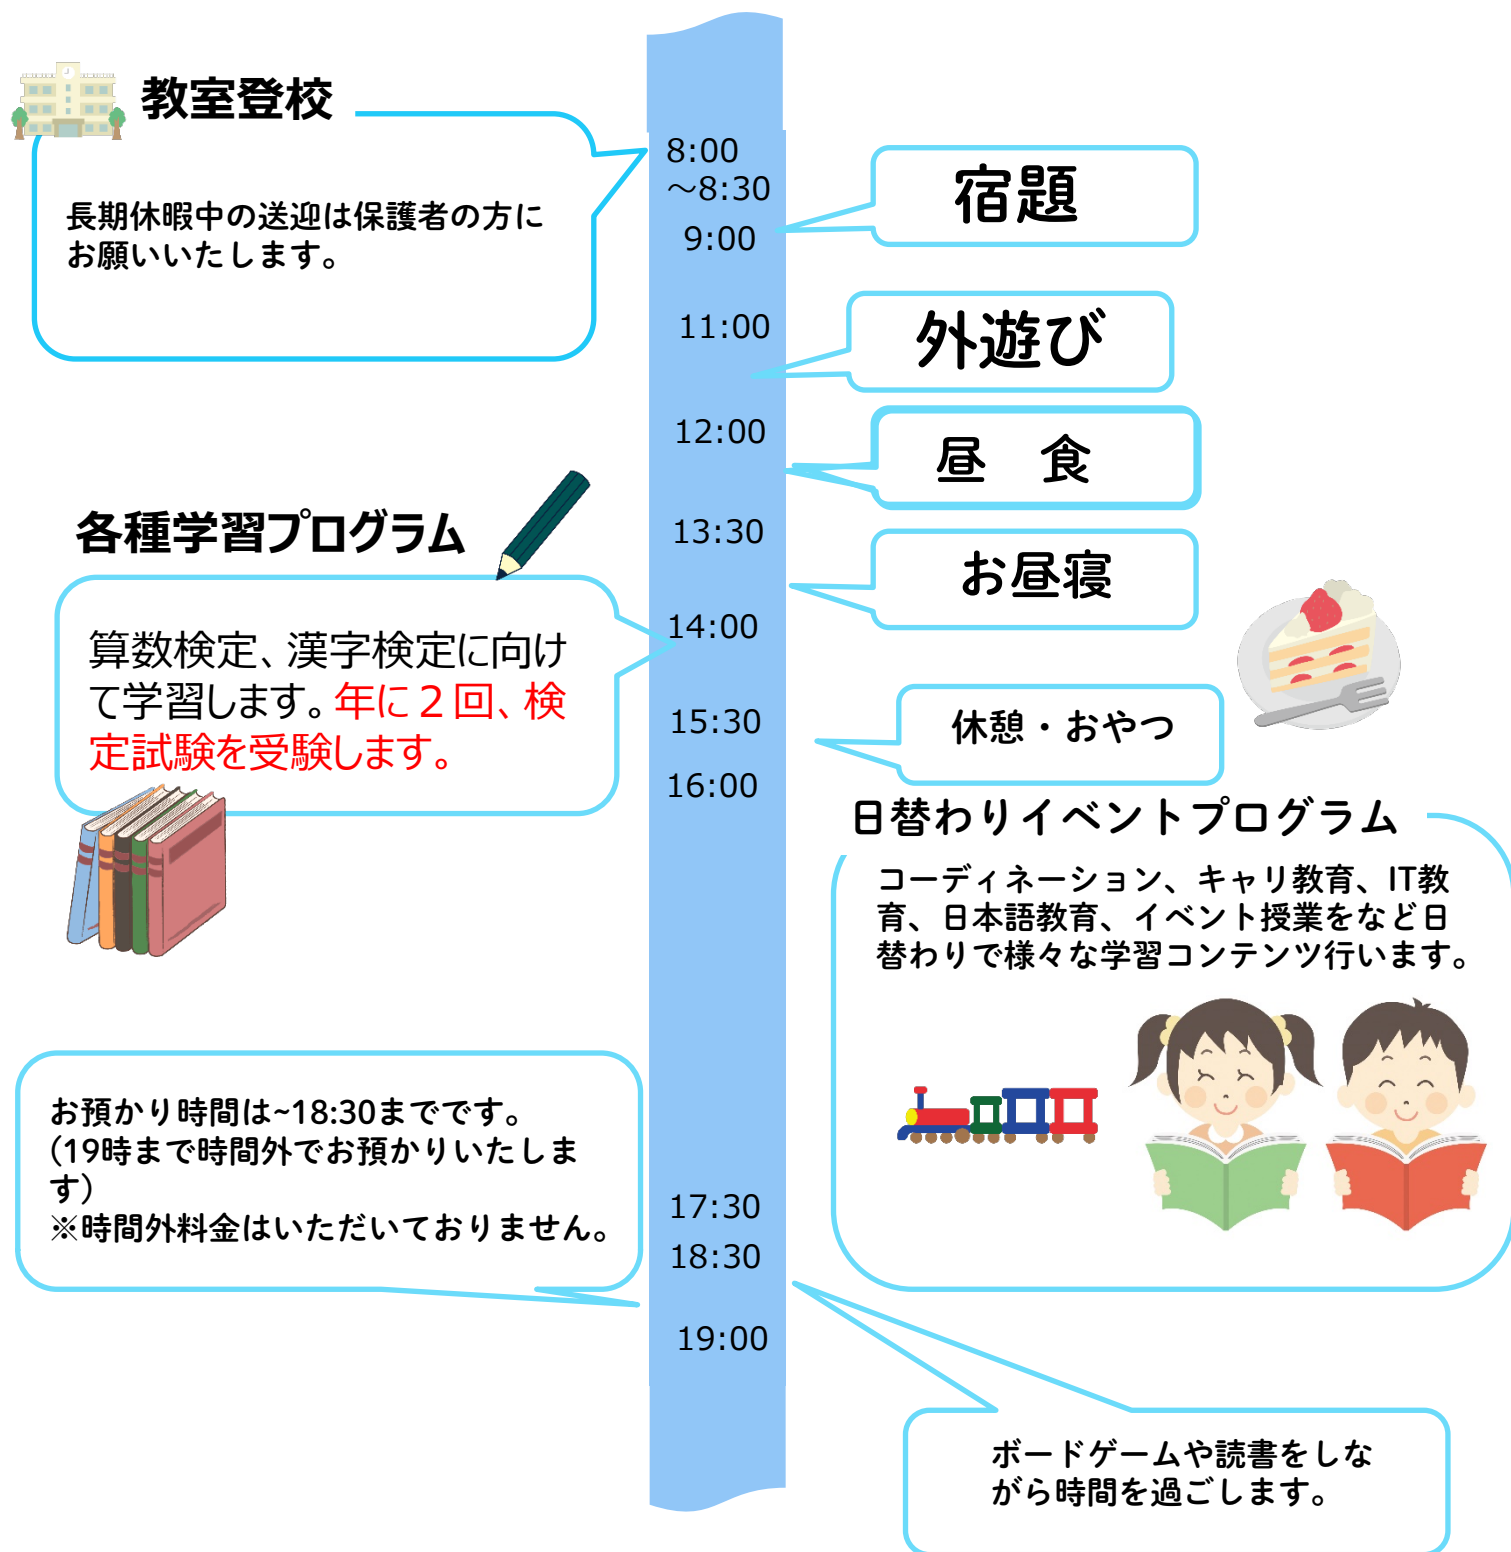 教室登校
長期休暇中の送迎は保護者の方に
お願いいたします。
8:00
～8:30
9:00
宿題
11:00
外遊び
12:00
昼　食
13:30
お昼寝
各種学習プログラム
14:00
算数検定、漢字検定に向け
て学習します。年に２回、検
定試験を受験します。
15:30
休憩・おやつ
16:00
日替わりイベントプログラム
コーディネーション、キャリ教育、IT教
育、日本語教育、イベント授業をなど日
替わりで様々な学習コンテンツ行います。
お預かり時間は~18:30までです。
(19時まで時間外でお預かりいたしま
す)
※時間外料金はいただいておりません。
17:30
18:30
19:00
ボードゲームや読書をしな
がら時間を過ごします。